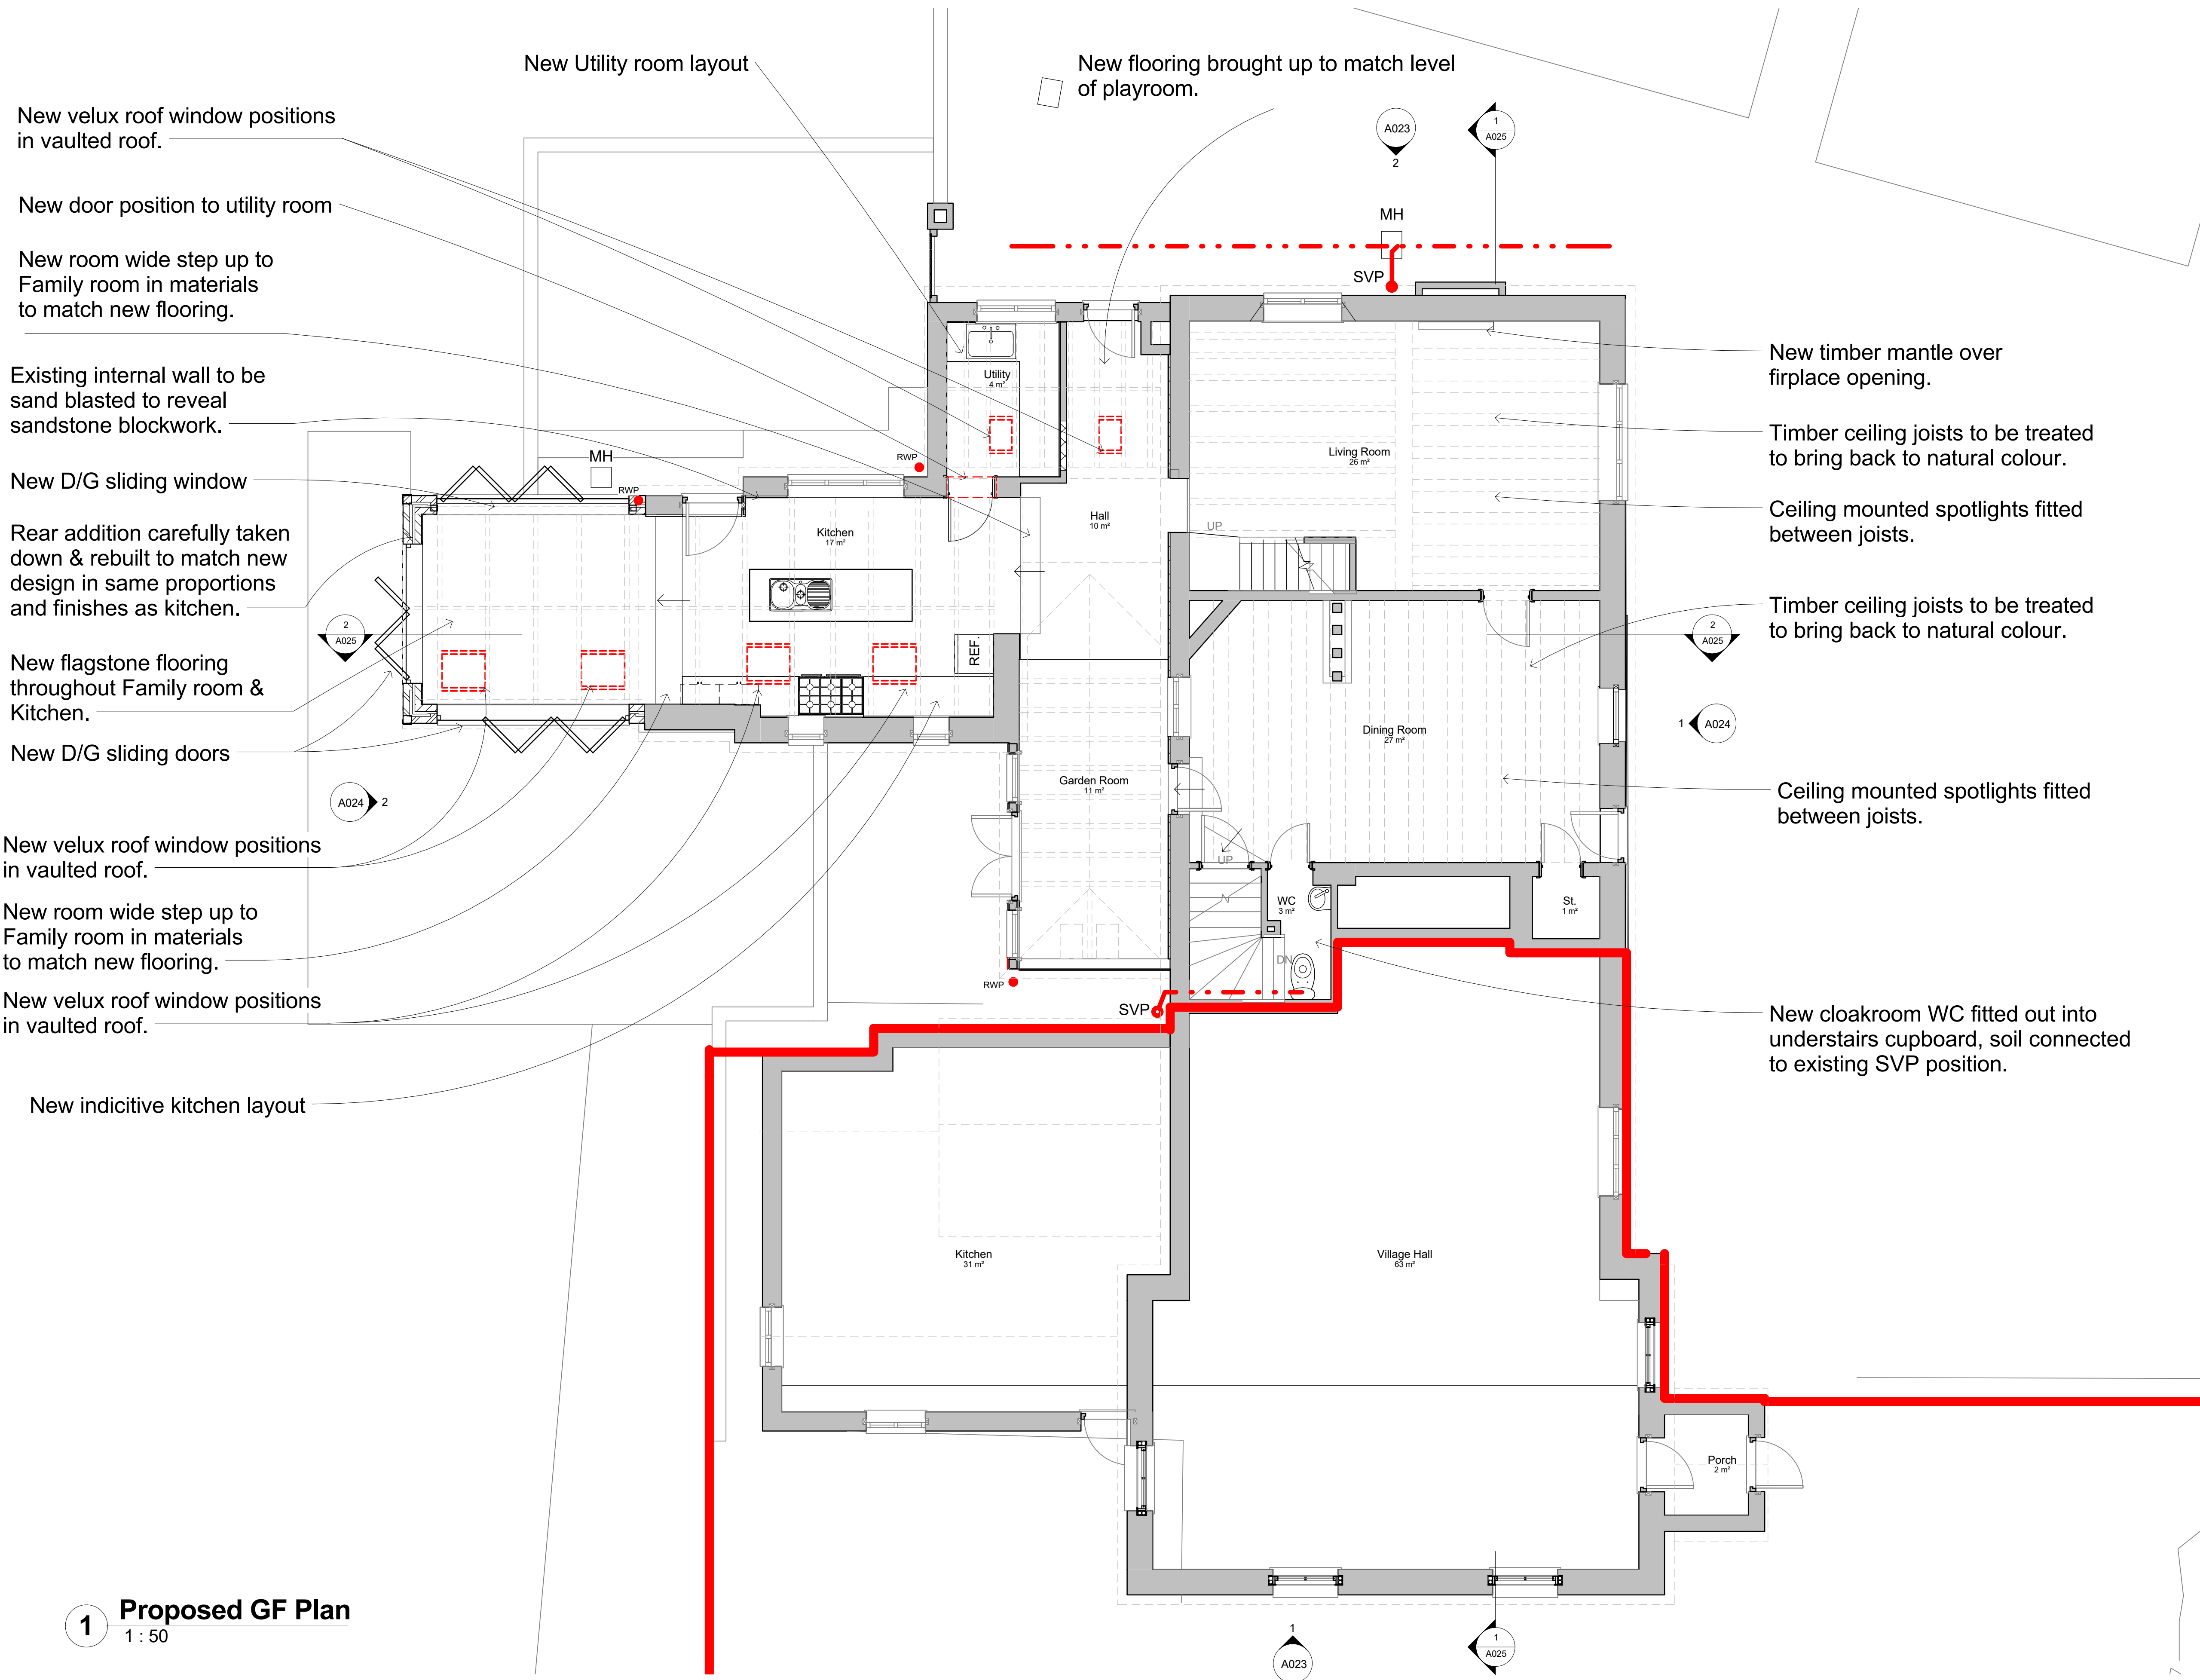 New Utility room layout
New flooring brought up to match level
of playroom.
New velux roof window positions
in vaulted roof.
New door position to utility room
New room wide step up to
Family room in materials
to match new flooring.
Existing internal wall to be
sand blasted to reveal
sandstone blockwork.
New D/G sliding window
Rear addition carefully taken
down & rebuilt to match new
design in same proportions
and finishes as kitchen.
New flagstone flooring
throughout Family room &
Kitchen.
New D/G sliding doors
New velux roof window positions
in vaulted roof.
New room wide step up to
Family room in materials
to match new flooring.
New velux roof window positions
in vaulted roof.
New indicitive kitchen layout
A023
2
1
A025
MH
SVP
MH
RWP
RWP
Utility
4 m²
Living Room
26 m²
Hall
10 m²
UP
Kitchen
17 m²
REF.
2
A025
2
A025
A024
2
1
A024
Dining Room
27 m²
Garden Room
11 m²
UP
WC
3 m²
St.
1 m²
DN
RWP
SVP
Kitchen
31 m²
Village Hall
63 m²
Porch
2 m²
New timber mantle over
firplace opening.
Timber ceiling joists to be treated
to bring back to natural colour.
Ceiling mounted spotlights fitted
between joists.
Timber ceiling joists to be treated
to bring back to natural colour.
Ceiling mounted spotlights fitted
between joists.
New cloakroom WC fitted out into
understairs cupboard, soil connected
to existing SVP position.
1
A023
1
A025
1
Proposed GF Plan
1 : 50